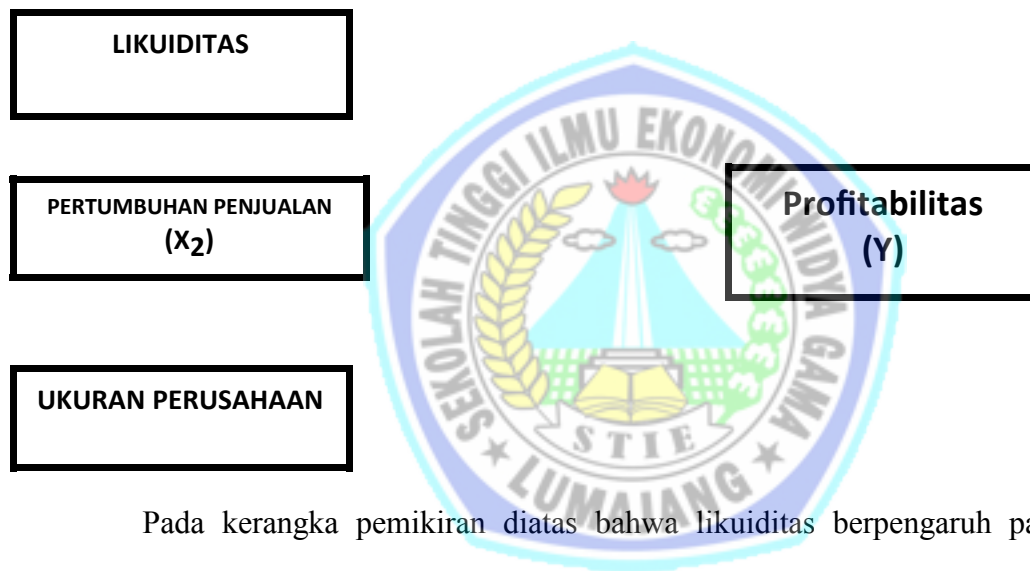 LIKUIDITAS
PERTUMBUHAN PENJUALAN
(X2)
Profitabilitas
(Y)
UKURAN PERUSAHAAN
SEKOLAH TINGGI ILMU EKONOMI WIDYA GAMA
STIE
LUMAJANG
Pada kerangka pemikiran diatas bahwa likuiditas berpengaruh pa